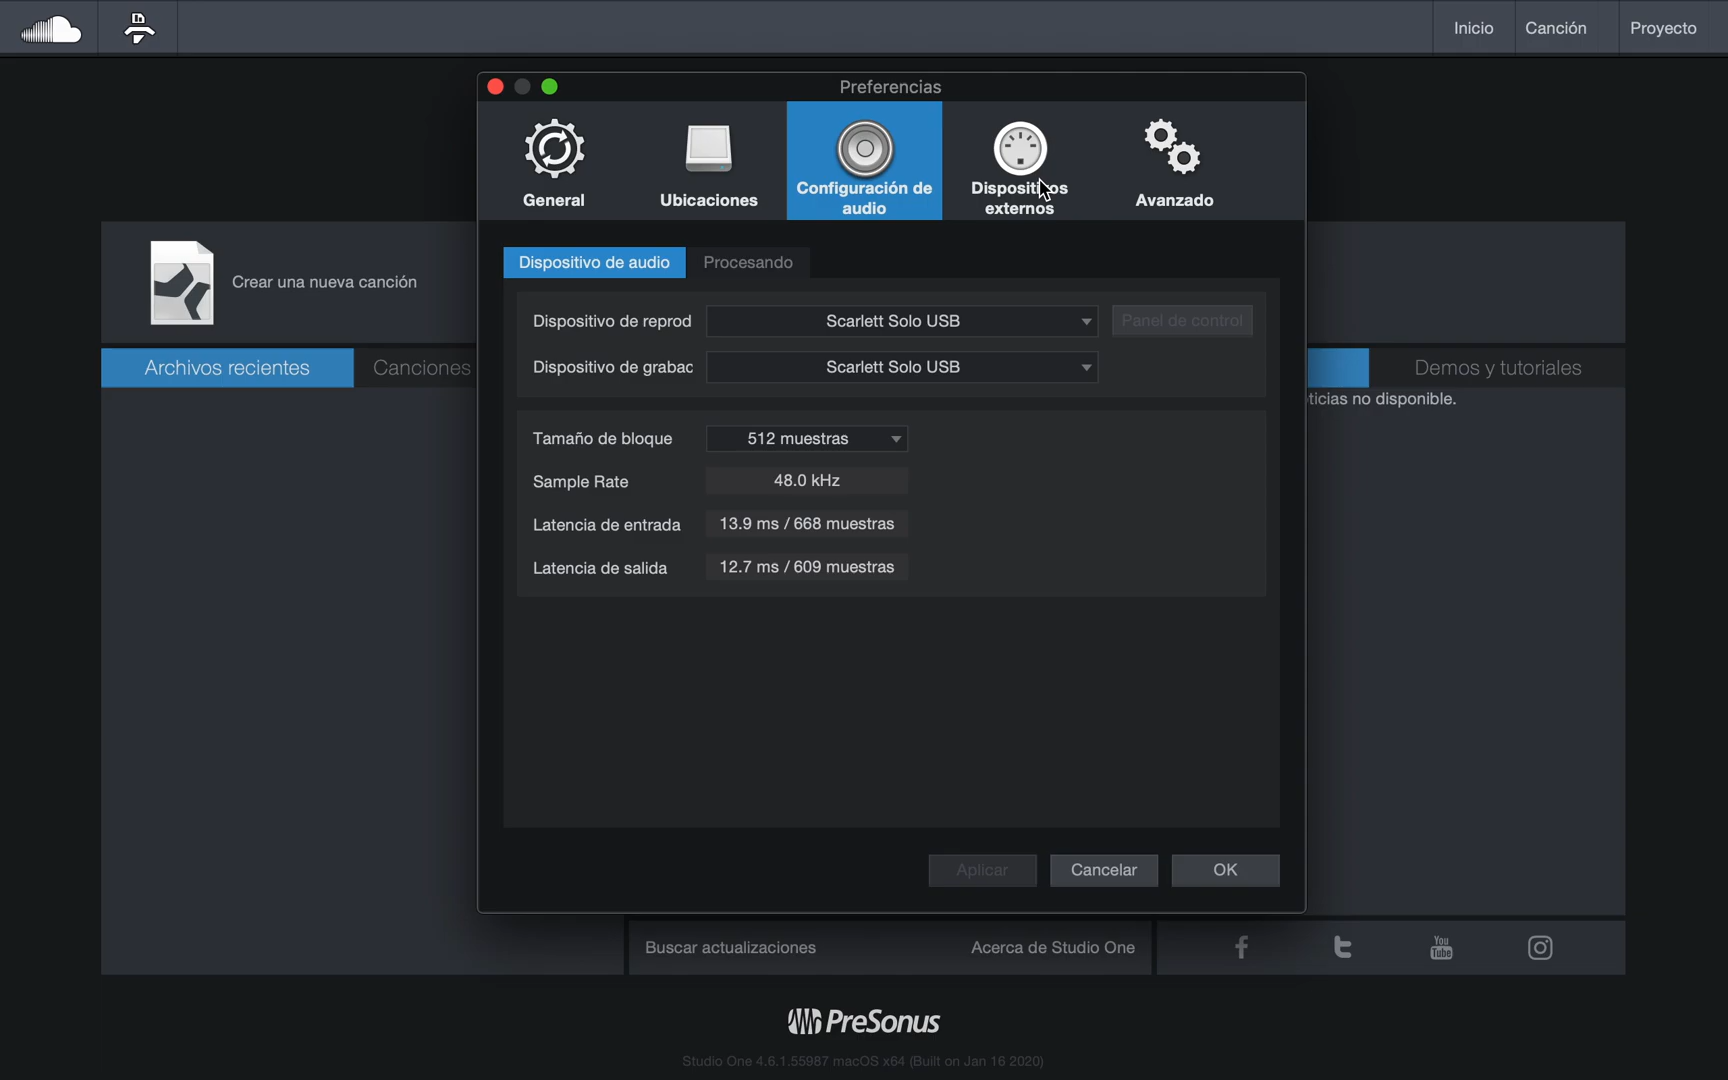 Inicio
Canción
Proyecto
Preferencias
General
Ubicaciones
Configuración de
audio
Dispositivos
externos
Avanzado
Crear una nueva canción
Archivos recientes
Canciones
Demos y tutoriales
ticias no disponible.
Dispositivo de audio
Procesando
Dispositivo de reprod
Scarlett Solo USB
Panel de control
Dispositivo de grabac
Scarlett Solo USB
Tamaño de bloque
512 muestras
Sample Rate
48.0 kHz
Latencia de entrada
13.9 ms / 668 muestras
Latencia de salida
12.7 ms / 609 muestras
Aplicar
Cancelar
OK
Buscar actualizaciones
Acerca de Studio One
You
Tube
PreSonus
Studio One 4.6.1.55987 macOS x64 (Built on Jan 16 2020)